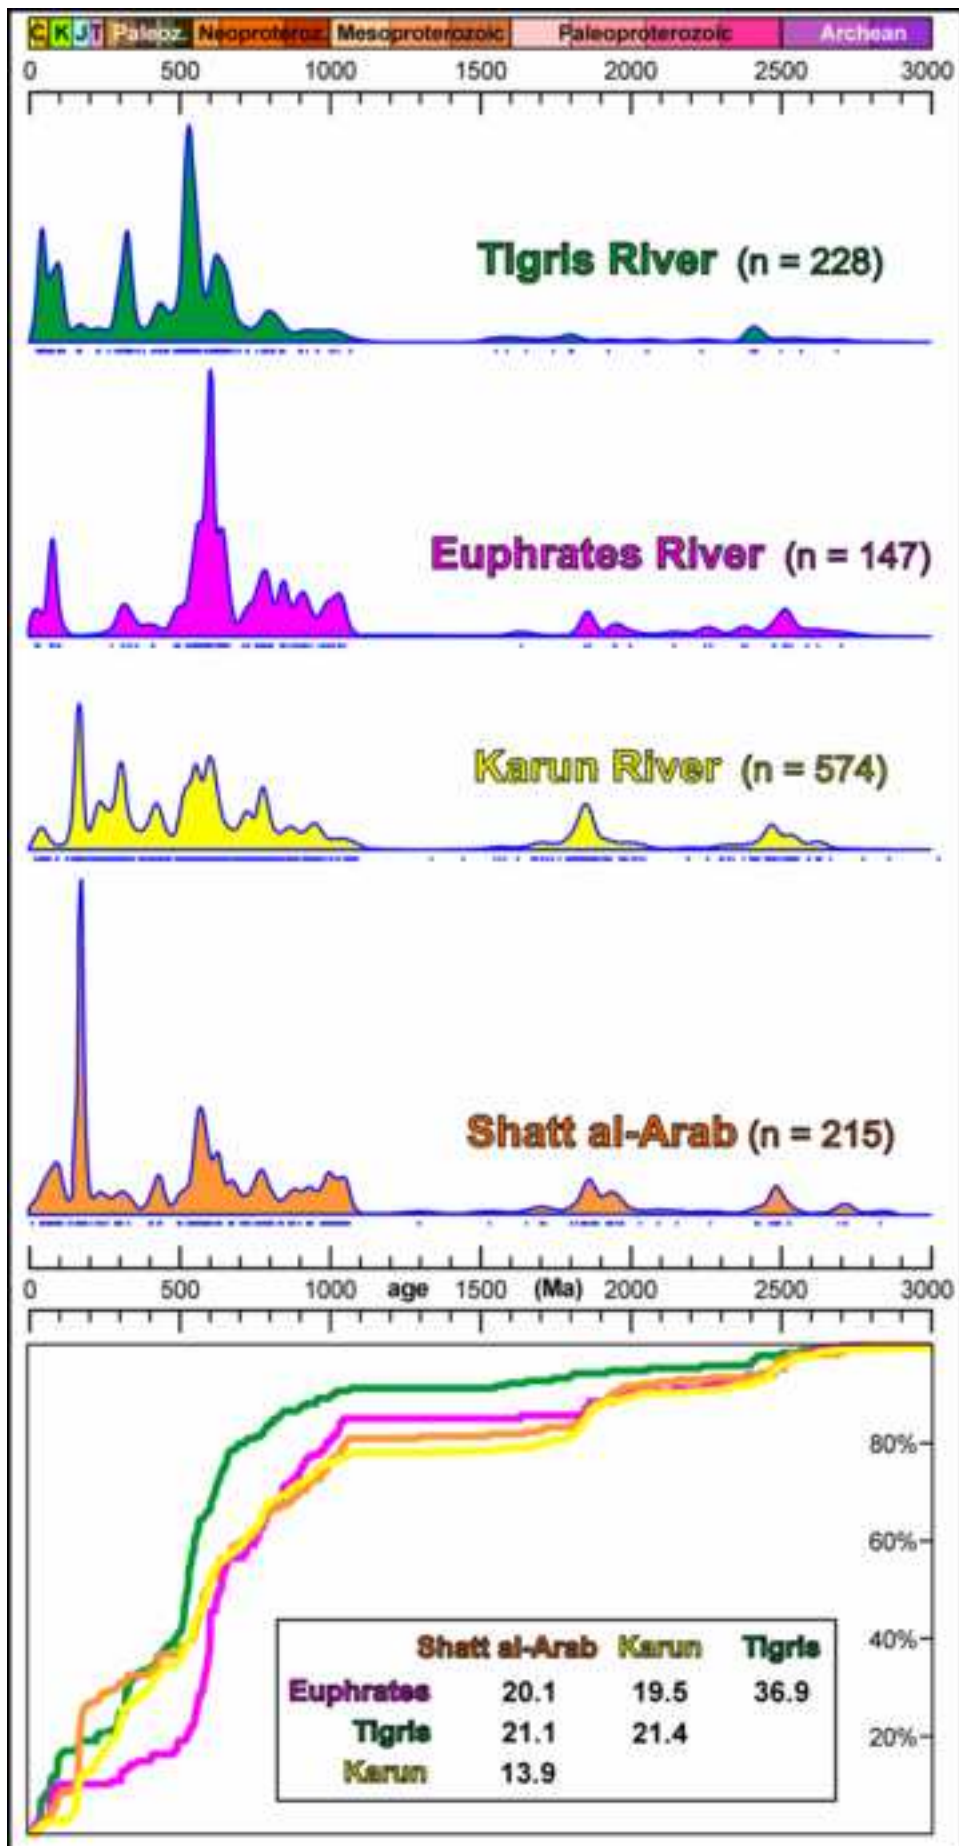 C K J T Paleoz. Neoproteroz. Mesoproterozoic Paleoproterozoic Archean
0 500 1000 1500 2000 2500 3000
Tigris River (n = 228)
Euphrates River (n = 147)
Karun River (n = 574)
Shatt al-Arab (n = 215)
0 500 1000 age 1500 (Ma) 2000 2500 3000
80%
60%
40%
20%
Shatt al-Arab Karun Tigris
Euphrates 20.1 19.5 36.9
Tigris 21.1 21.4
Karun 13.9